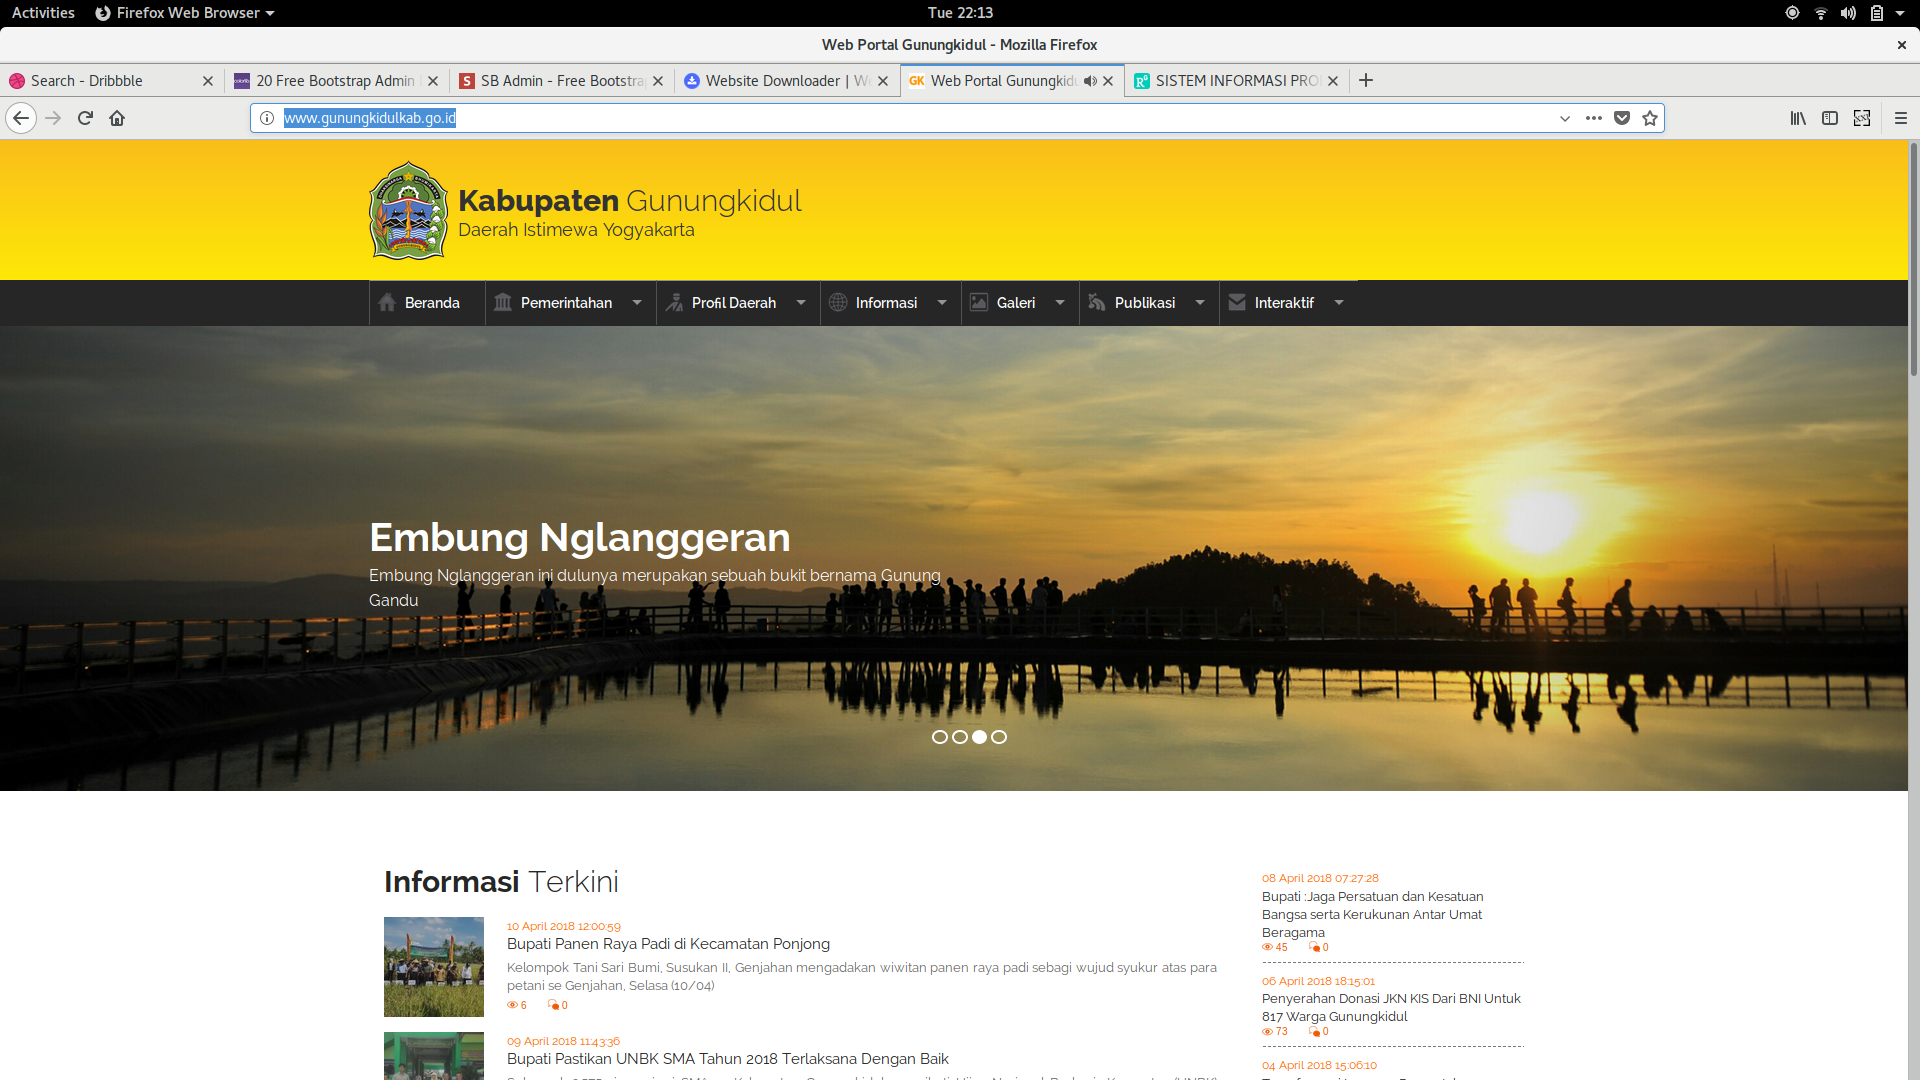 Activities
Firefox Web Browser
Tue 22:13
Web Portal Gunungkidul - Mozilla Firefox
Search - Dribbble
20 Free Bootstrap Admin
SB Admin - Free Bootstra
Website Downloader | W
GK
Web Portal Gunungkidu
SISTEM INFORMASI PRO
www.gunungkidulkab.go.id
Kabupaten Gunungkidul
Daerah Istimewa Yogyakarta
Beranda
Pemerintahan
Profil Daerah
Informasi
Galeri
Publikasi
Interaktif
Embung Nglanggeran
Embung Nglanggeran ini dulunya merupakan sebuah bukit bernama Gunung
Gandu
Informasi Terkini
10 April 2018 12:00:59
Bupati Panen Raya Padi di Kecamatan Ponjong
Kelompok Tani Sari Bumi, Susukan II, Genjahan mengadakan wiwitan panen raya padi sebagi wujud syukur atas para
petani se Genjahan, Selasa (10/04)
6 0
09 April 2018 11:43:36
Bupati Pastikan UNBK SMA Tahun 2018 Terlaksana Dengan Baik
08 April 2018 07:27:28
Bupati :Jaga Persatuan dan Kesatuan
Bangsa serta Kerukunan Antar Umat
Beragama
45 0
06 April 2018 18:15:01
Penyerahan Donasi JKN KIS Dari BNI Untuk
817 Warga Gunungkidul
73 0
04 April 2018 15:06:10